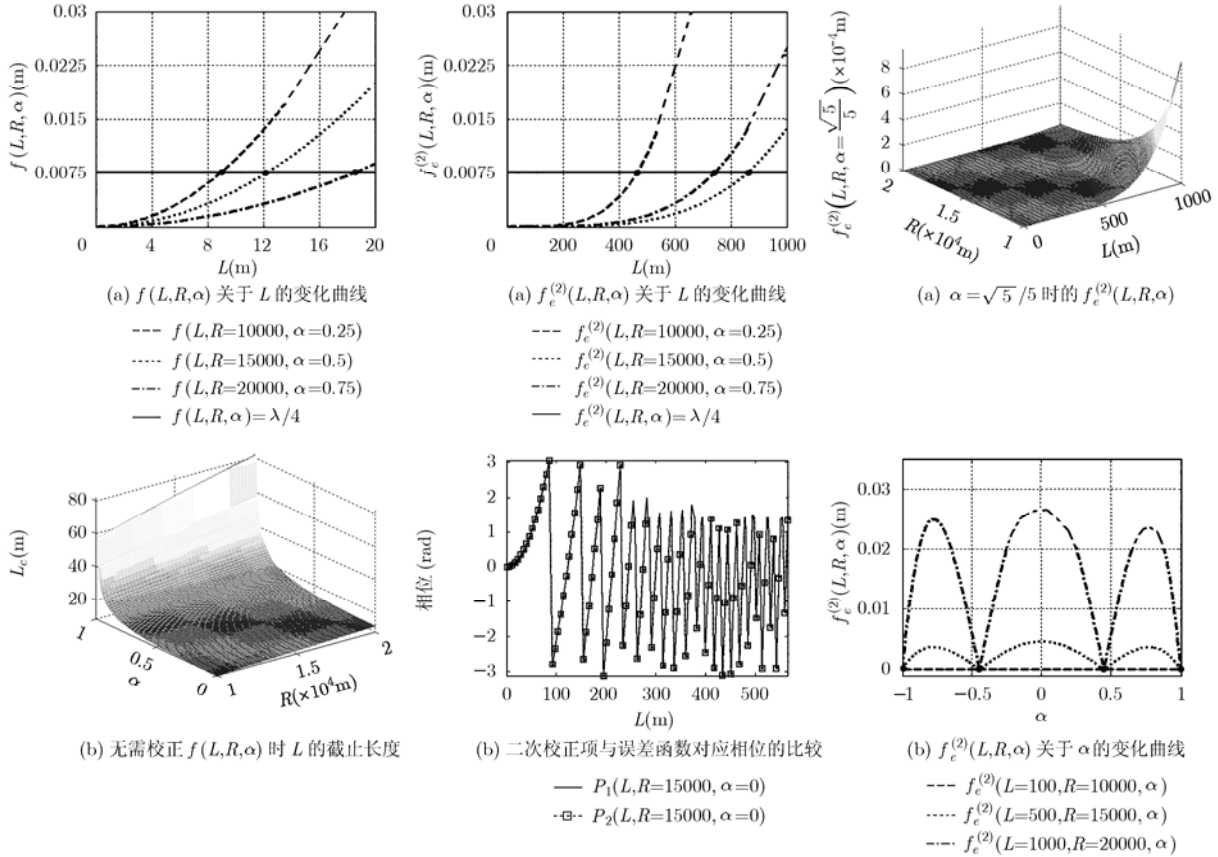 0.03
0.0225
0.015
0.0075
0
4
8
12
16
20
f(L,R,α)(m)
L(m)
(a) f(L,R,α) 关于 L 的变化曲线
f(L,R=10000, α=0.25)
f(L,R=15000, α=0.5)
f(L,R=20000, α=0.75)
f(L,R,α)=λ/4
0.03
0.0225
0.015
0.0075
0
200
400
600
800
1000
f_e^(2)(L,R,α)(m)
L(m)
(a) f_e^(2)(L,R,α) 关于 L 的变化曲线
f_e^(2)(L,R=10000, α=0.25)
f_e^(2)(L,R=15000, α=0.5)
f_e^(2)(L,R=20000, α=0.75)
f_e^(2)(L,R,α)=λ/4
f_e^(2)(L,R,α=√5/5)(×10⁻⁴m)
8
6
4
2
0
2
1.5
1
R(×10⁴m)
0
500
1000
L(m)
(a) α=√5/5 时的 f_e^(2)(L,R,α)
L_c(m)
80
60
40
20
1
0.5
0
α
1
1.5
2
R(×10⁴m)
(b) 无需校正 f(L,R,α) 时 L 的截止长度
相位 (rad)
3
2
1
0
−1
−2
−3
0
100
200
300
400
500
L(m)
(b) 二次校正项与误差函数对应相位的比较
P₁(L,R=15000, α=0)
P₂(L,R=15000, α=0)
f_e^(2)(L,R,α)(m)
0.03
0.02
0.01
0
−1
−0.5
0
0.5
1
α
(b) f_e^(2)(L,R,α) 关于 α的变化曲线
f_e^(2)(L=100,R=10000, α)
f_e^(2)(L=500,R=15000, α)
f_e^(2)(L=1000,R=20000, α)